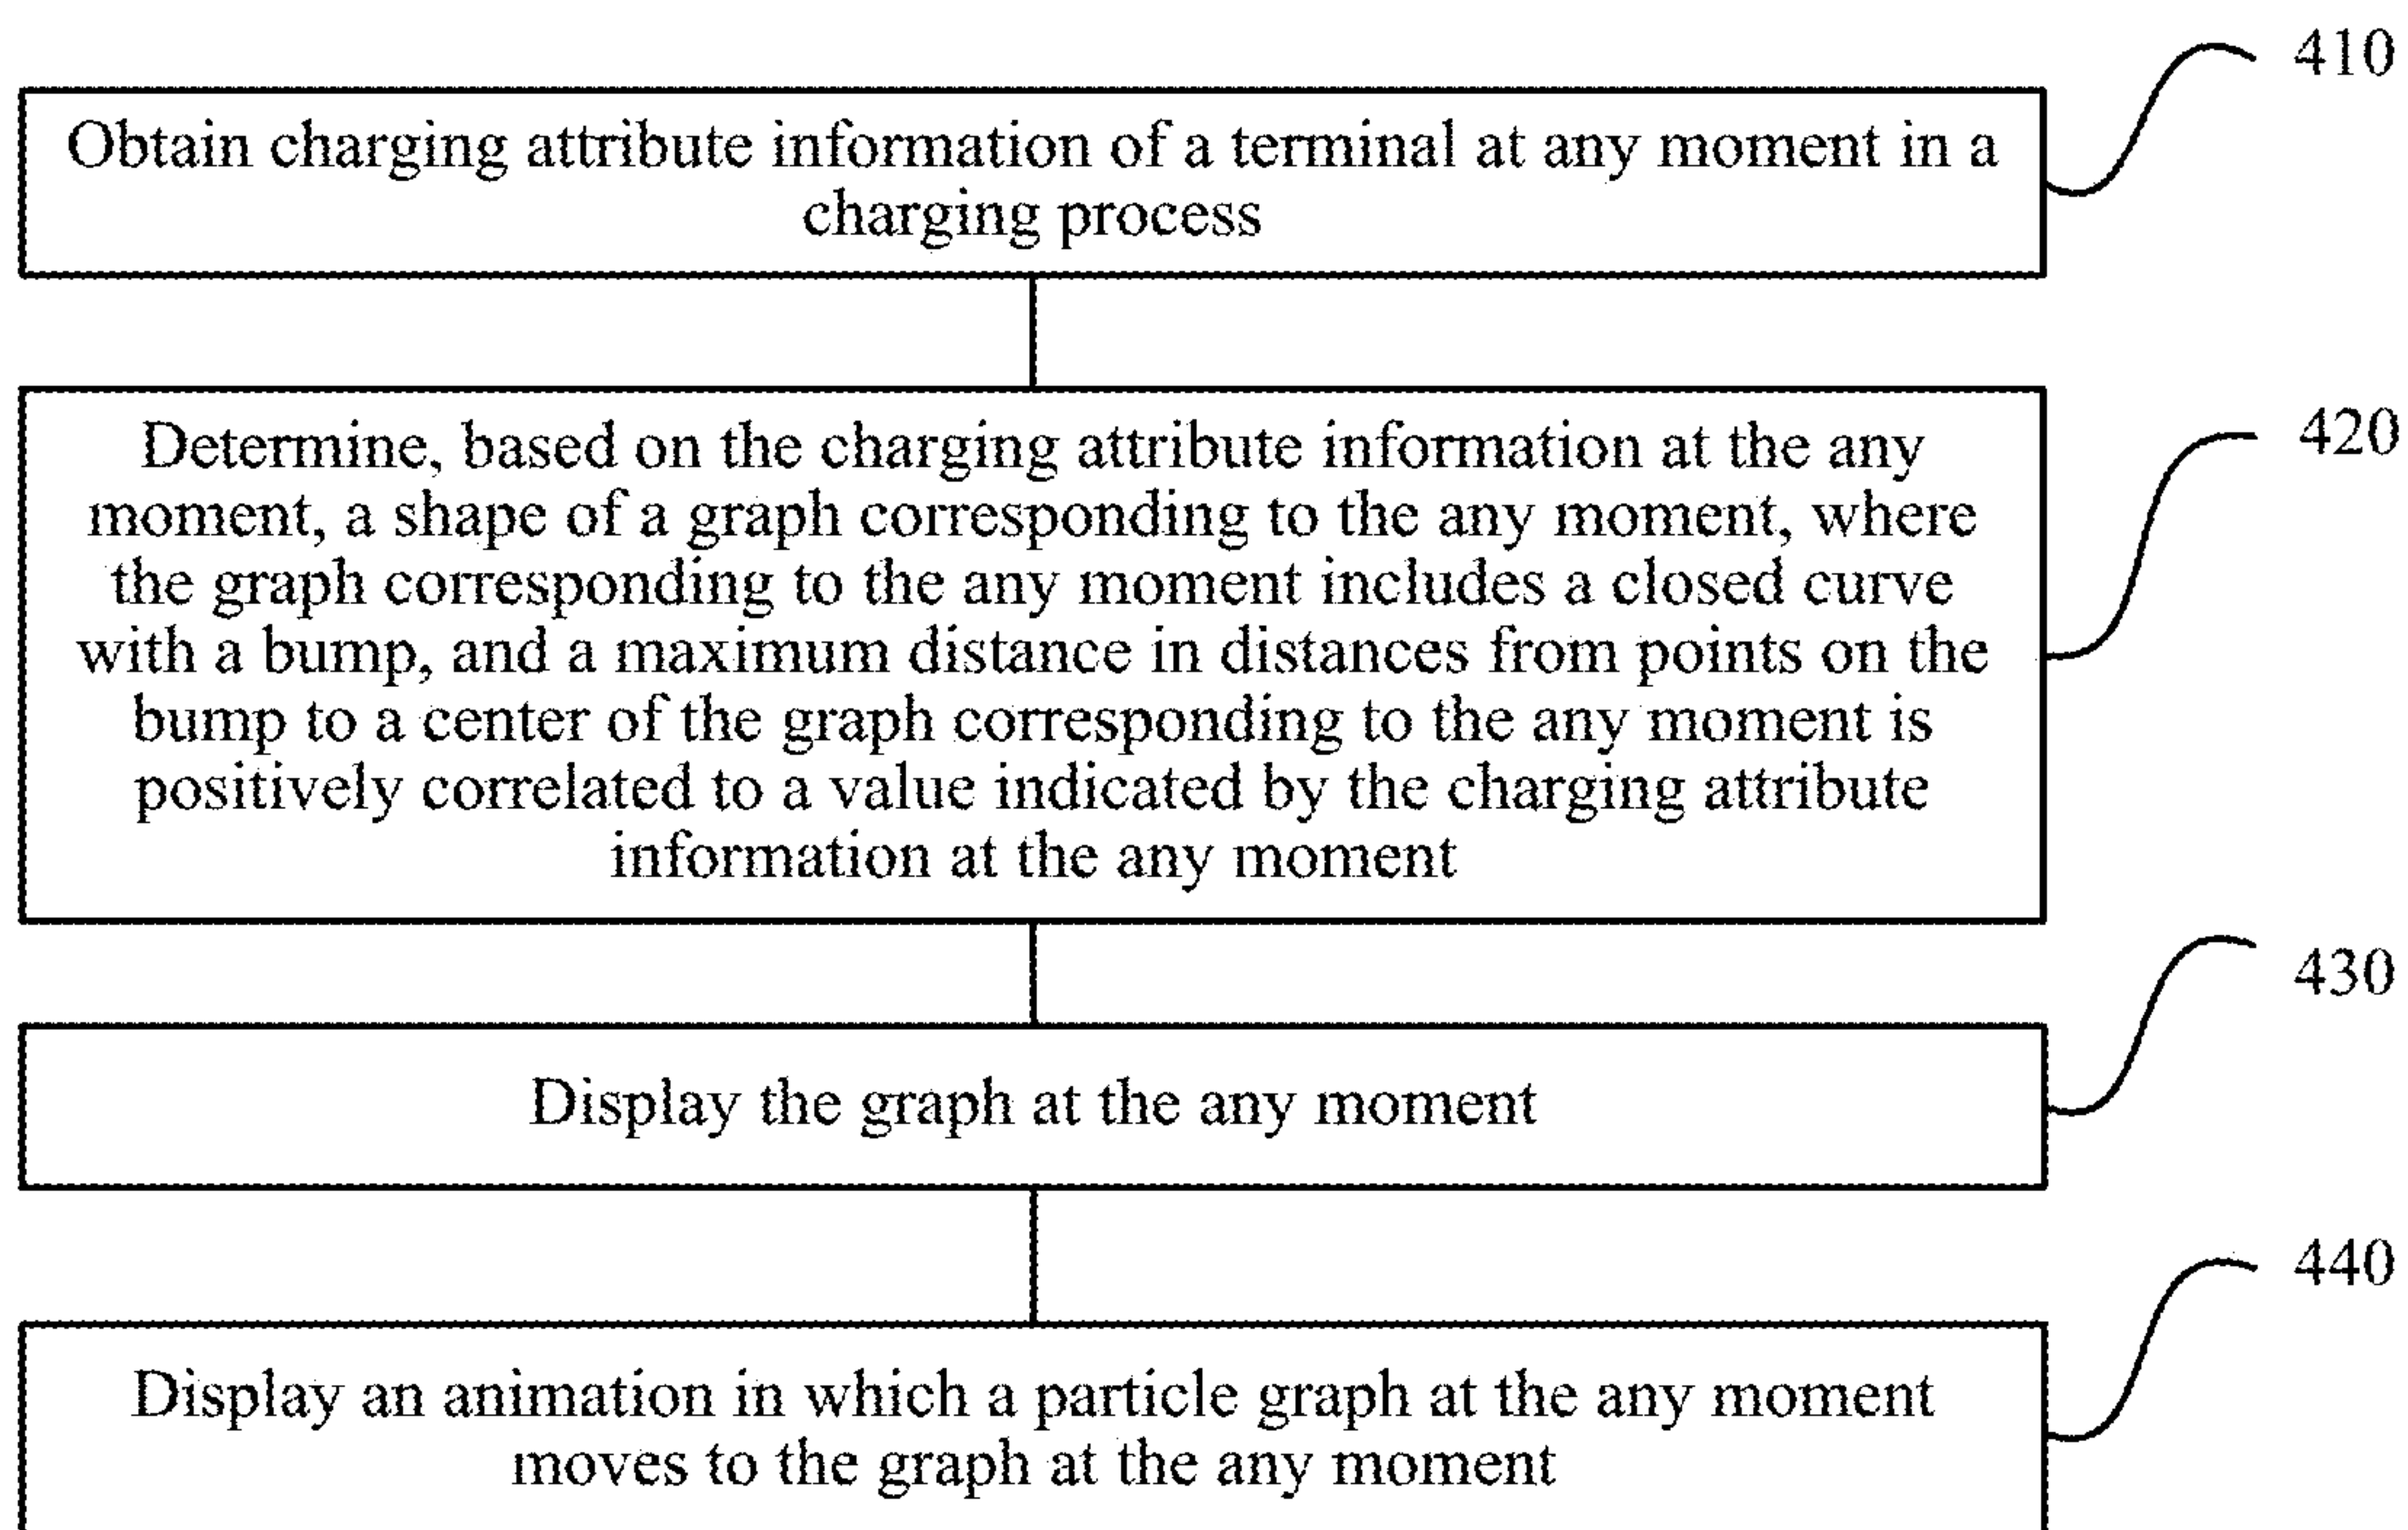 410
Obtain charging attribute information of a terminal at any moment in a
charging process
420
Determine, based on the charging attribute information at the any
moment, a shape of a graph corresponding to the any moment, where
the graph corresponding to the any moment includes a closed curve
with a bump, and a maximum distance in distances from points on the
bump to a center of the graph corresponding to the any moment is
positively correlated to a value indicated by the charging attribute
information at the any moment
430
Display the graph at the any moment
440
Display an animation in which a particle graph at the any moment
moves to the graph at the any moment